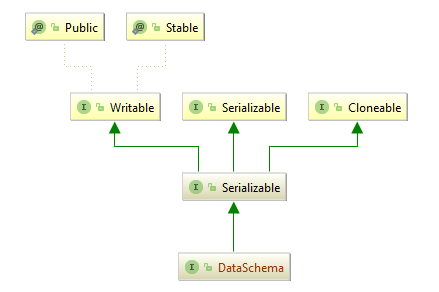 @ Public
@ Stable
I Writable
I Serializable
I Cloneable
I Serializable
I DataSchema